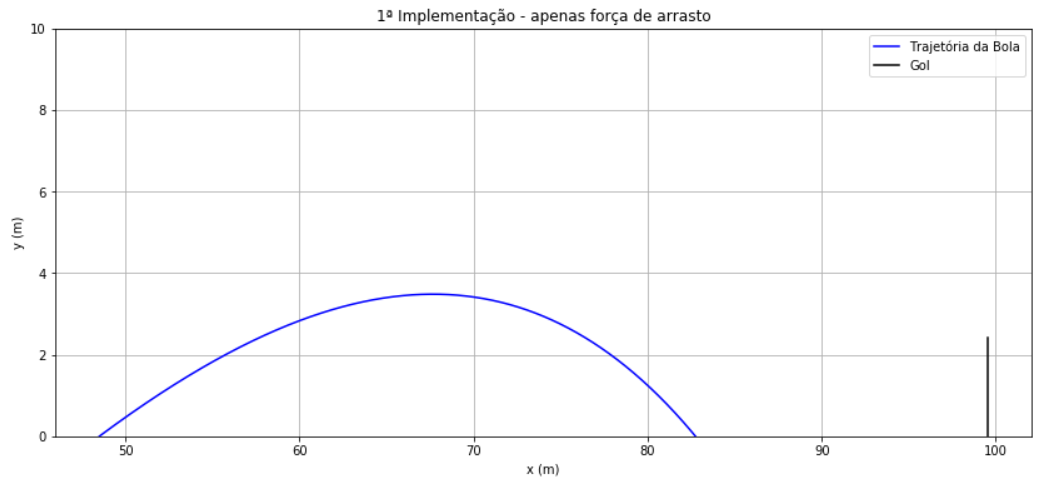 1ª Implementação - apenas força de arrasto
Trajetória da Bola
Gol
10
8
6
4
2
0
y (m)
50
60
70
80
90
100
x (m)